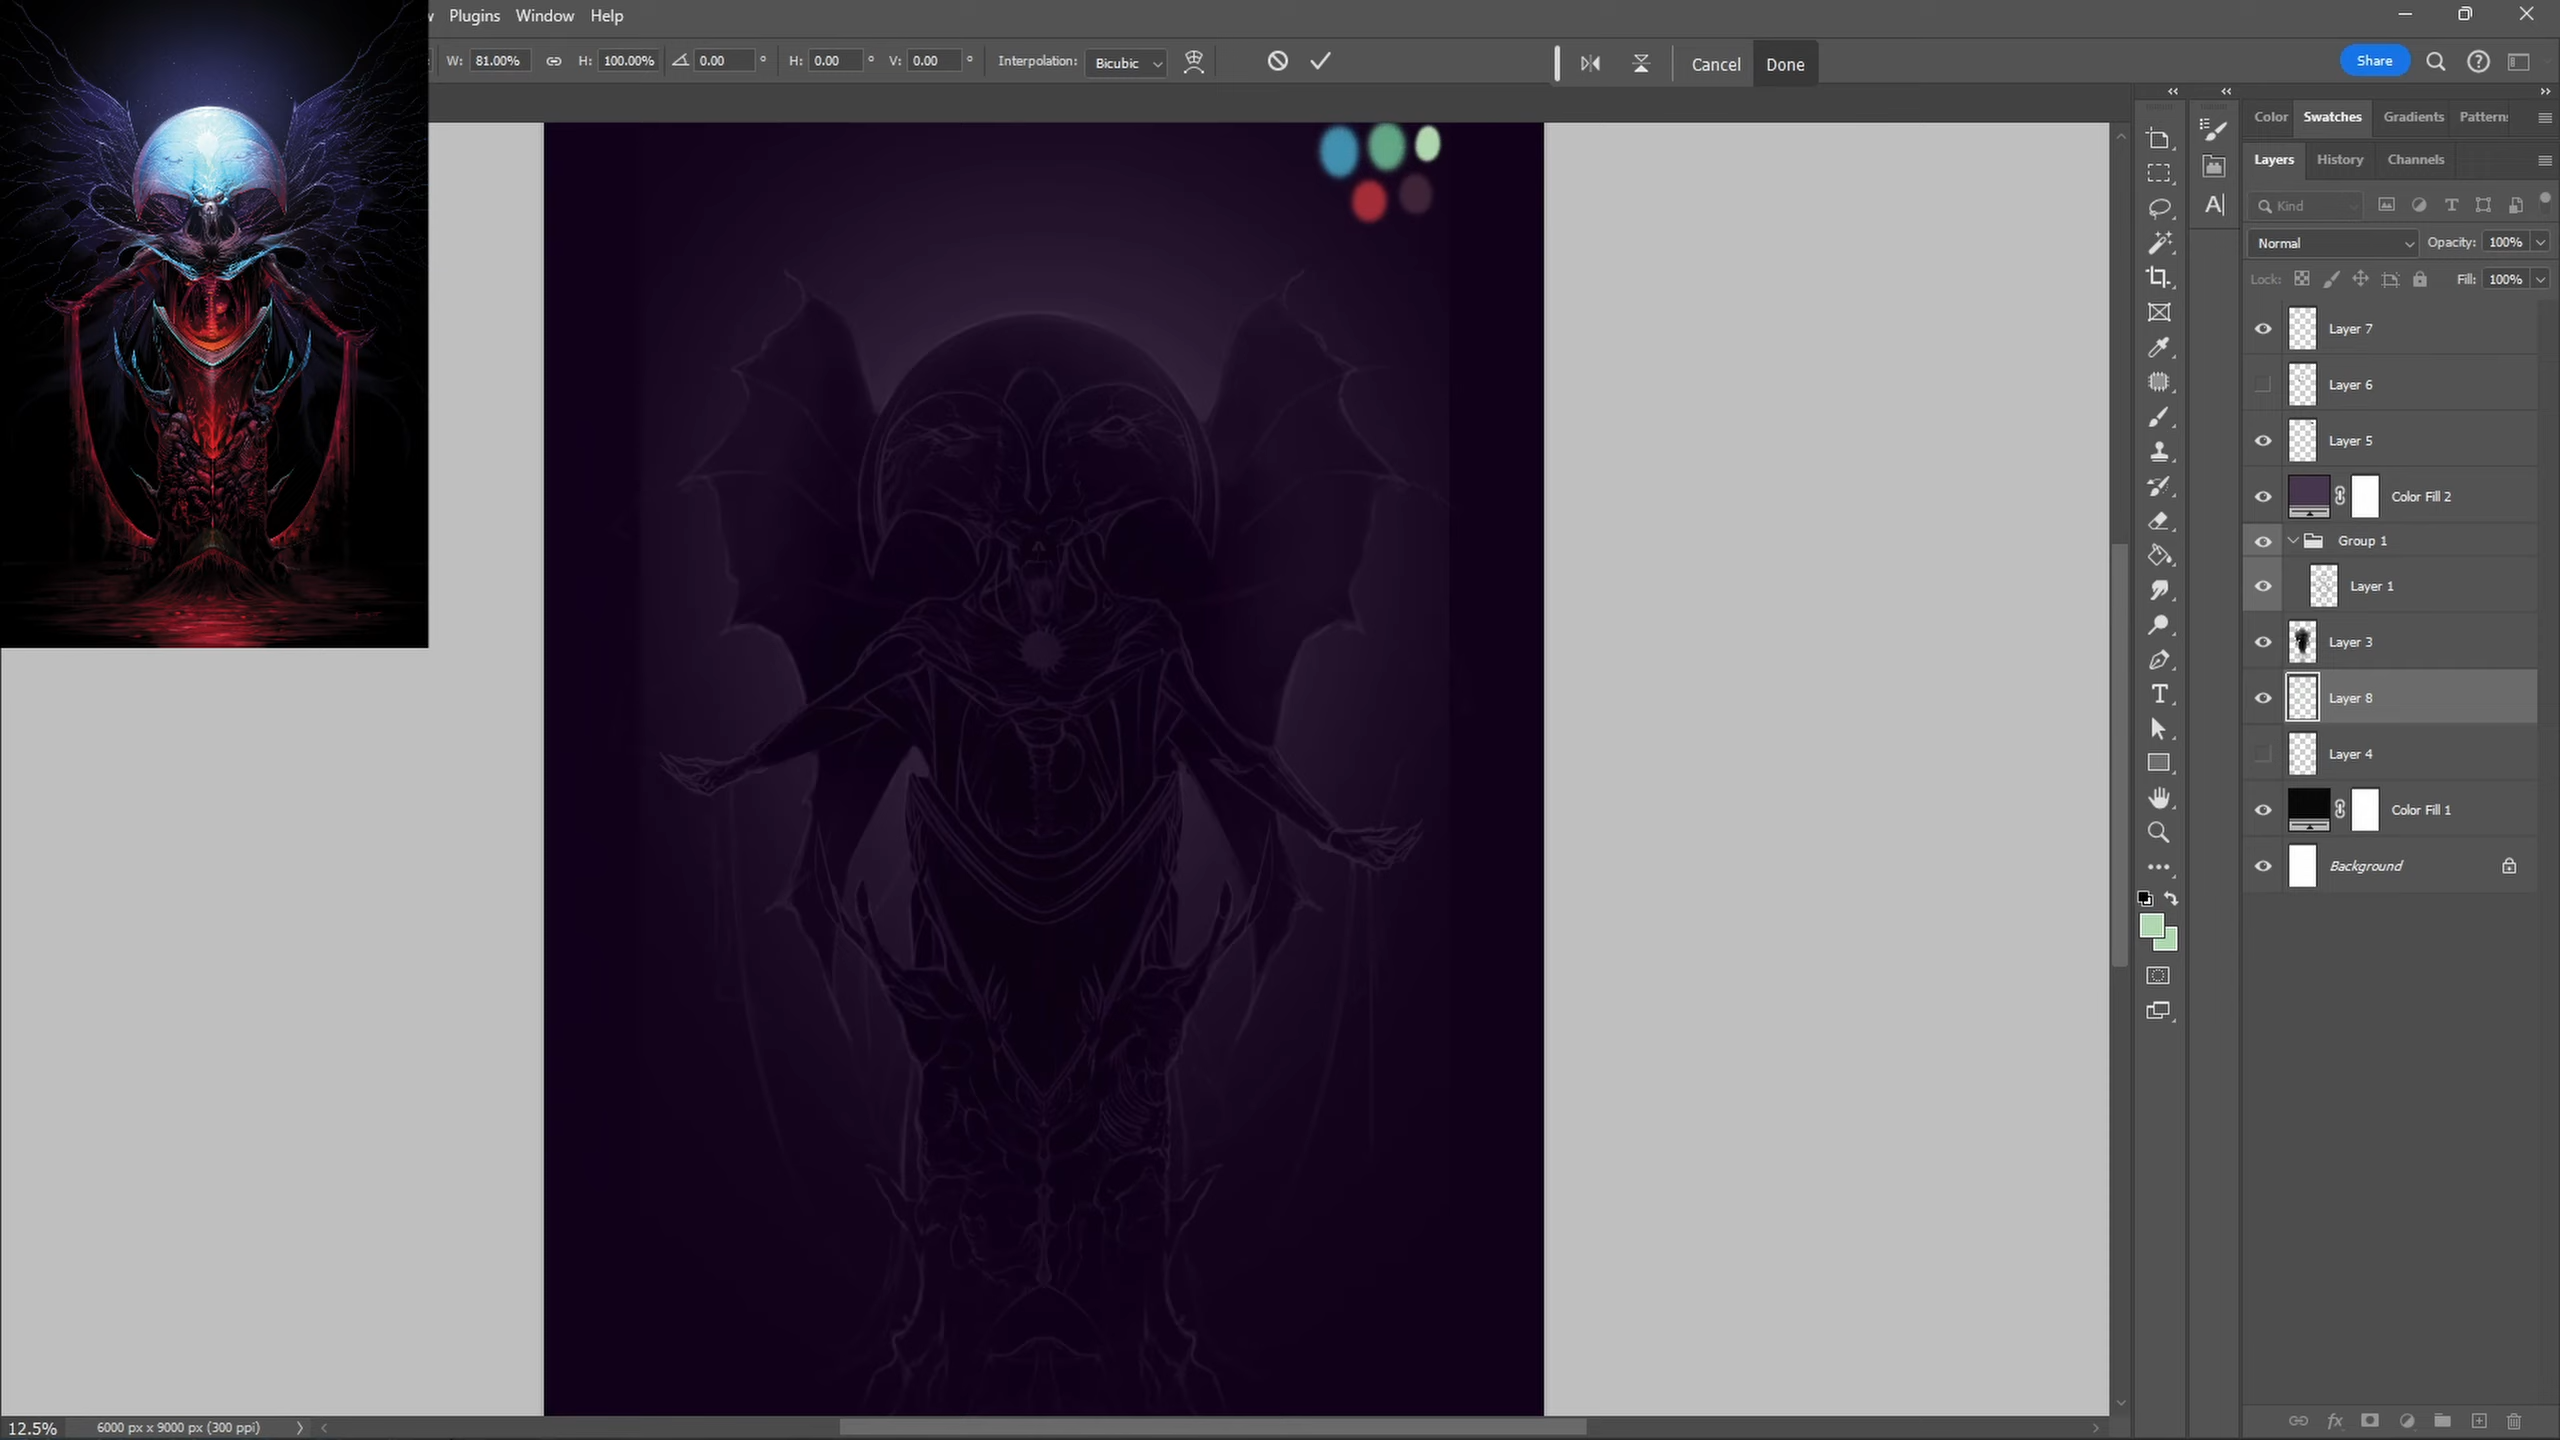 Plugins Window Help
W: 81.00% H: 100.00% 0.00 ° H: 0.00 ° V: 0.00 ° Interpolation: Bicubic Cancel Done Share
Color Swatches Gradients Patterns
Layers History Channels
Kind
Normal Opacity: 100%
Lock: Fill: 100%
Layer 7
Layer 6
Layer 5
Color Fill 2
Group 1
Layer 1
Layer 3
Layer 8
Layer 4
Color Fill 1
Background
12.5% 6000 px x 9000 px (300 ppi)